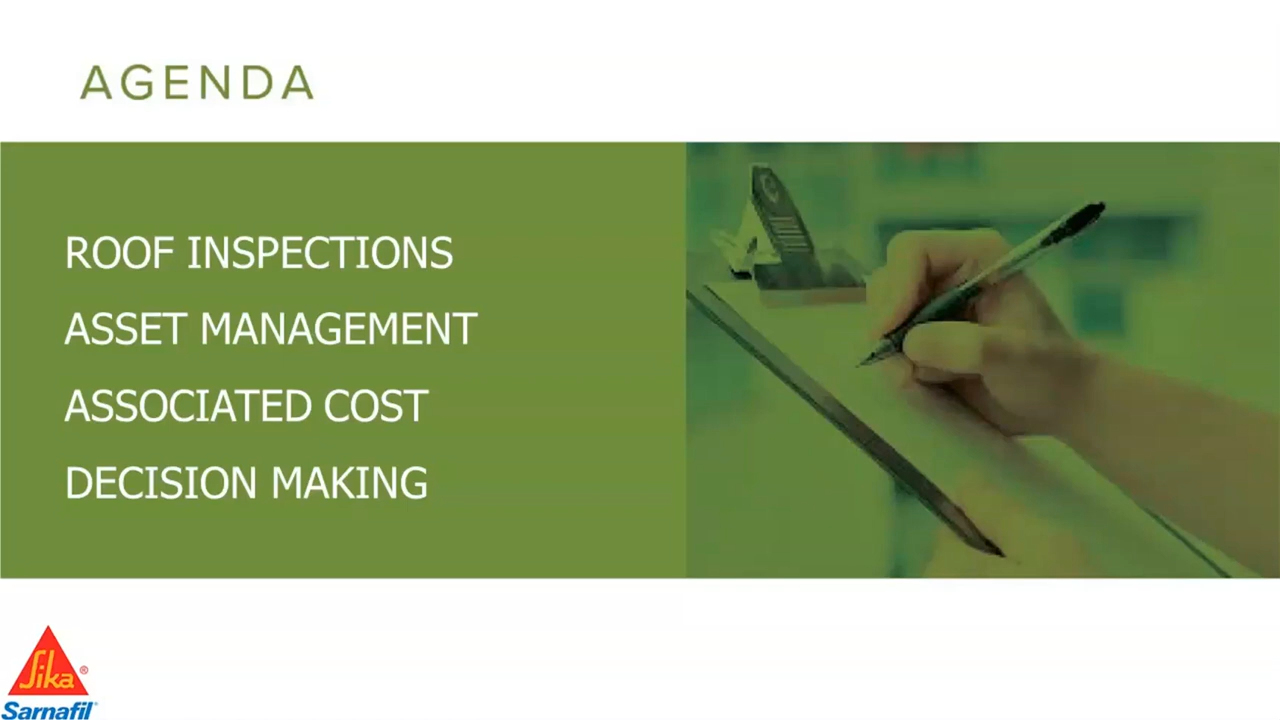 AGENDA
ROOF INSPECTIONS
ASSET MANAGEMENT
ASSOCIATED COST
DECISION MAKING
Sika®
Sarnafil®